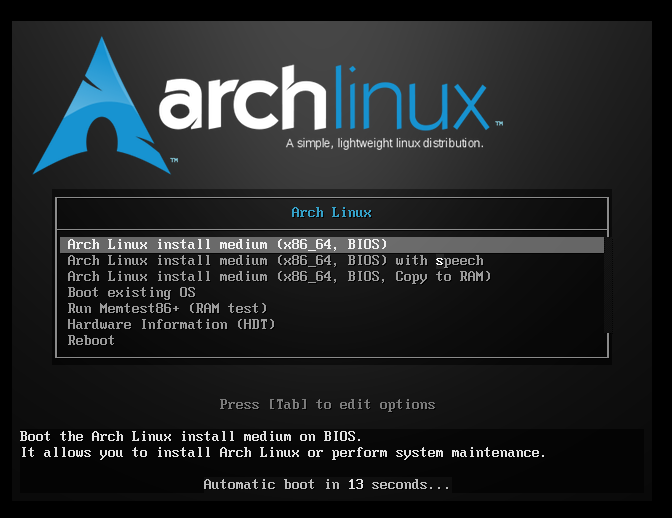 archlinux™
A simple, lightweight linux distribution.
™
Arch Linux
Arch Linux install medium (x86_64, BIOS)
Arch Linux install medium (x86_64, BIOS) with speech
Arch Linux install medium (x86_64, BIOS, Copy to RAM)
Boot existing OS
Run Memtest86+ (RAM test)
Hardware Information (HDT)
Reboot
Press [Tab] to edit options
Boot the Arch Linux install medium on BIOS.
It allows you to install Arch Linux or perform system maintenance.
Automatic boot in 13 seconds...